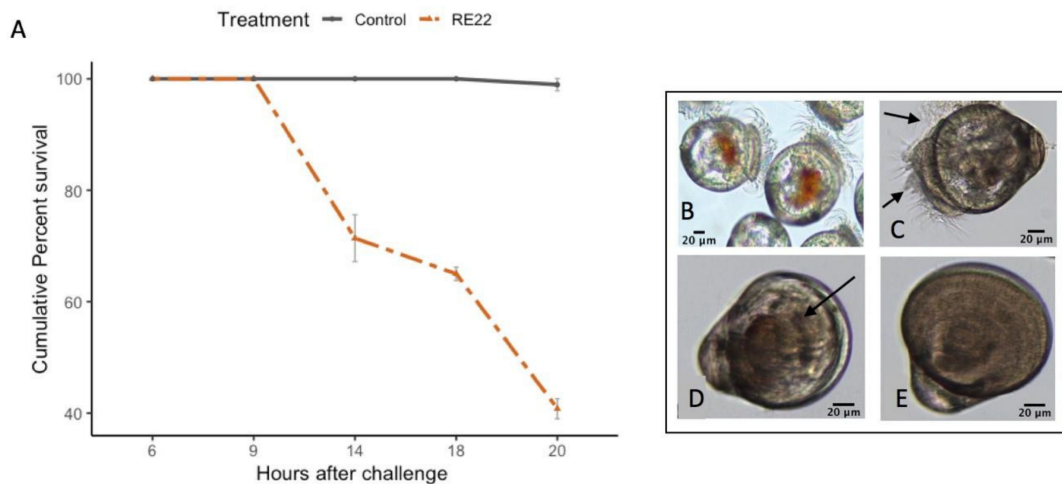 A
Treatment Control RE22
Cumulative Percent survival
100
80
60
40
6 9 14 18 20
Hours after challenge
B
20 µm
C
20 µm
D
20 µm
E
20 µm